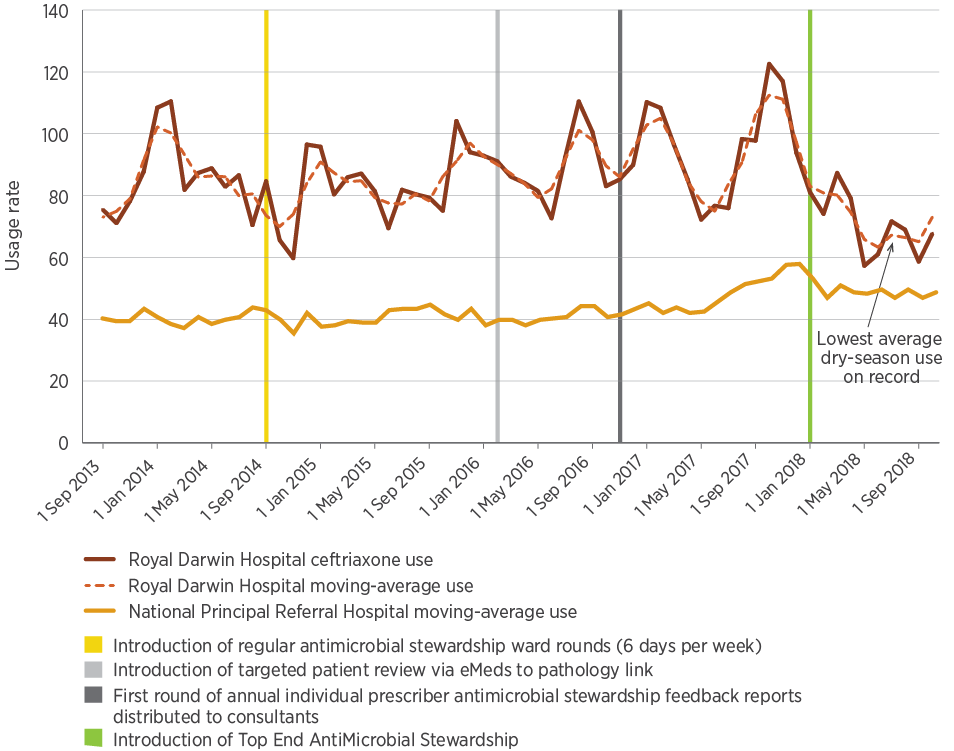 140
120
100
80
60
40
20
0
Usage rate
1 Sep 2013
1 Jan 2014
1 May 2014
1 Sep 2014
1 Jan 2015
1 May 2015
1 Sep 2015
1 Jan 2016
1 May 2016
1 Sep 2016
1 Jan 2017
1 May 2017
1 Sep 2017
1 Jan 2018
1 May 2018
1 Sep 2018
Lowest average
dry-season use
on record
Royal Darwin Hospital ceftriaxone use
Royal Darwin Hospital moving-average use
National Principal Referral Hospital moving-average use
Introduction of regular antimicrobial stewardship ward rounds (6 days per week)
Introduction of targeted patient review via eMeds to pathology link
First round of annual individual prescriber antimicrobial stewardship feedback reports
distributed to consultants
Introduction of Top End AntiMicrobial Stewardship